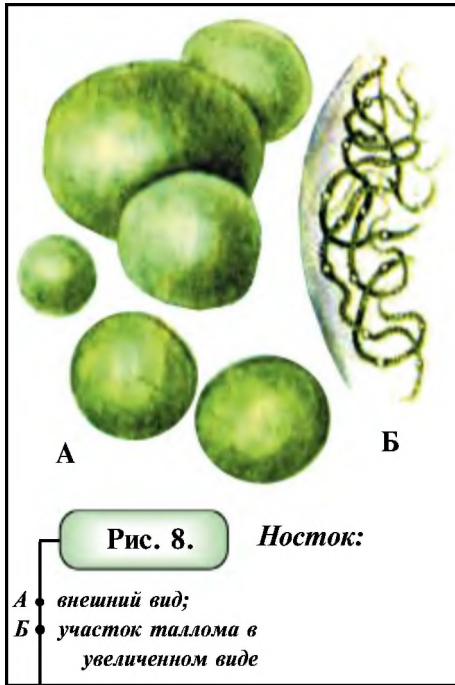 А
Б
Рис. 8. Носток:
А внешний вид;
Б участок таллома в
увеличенном виде